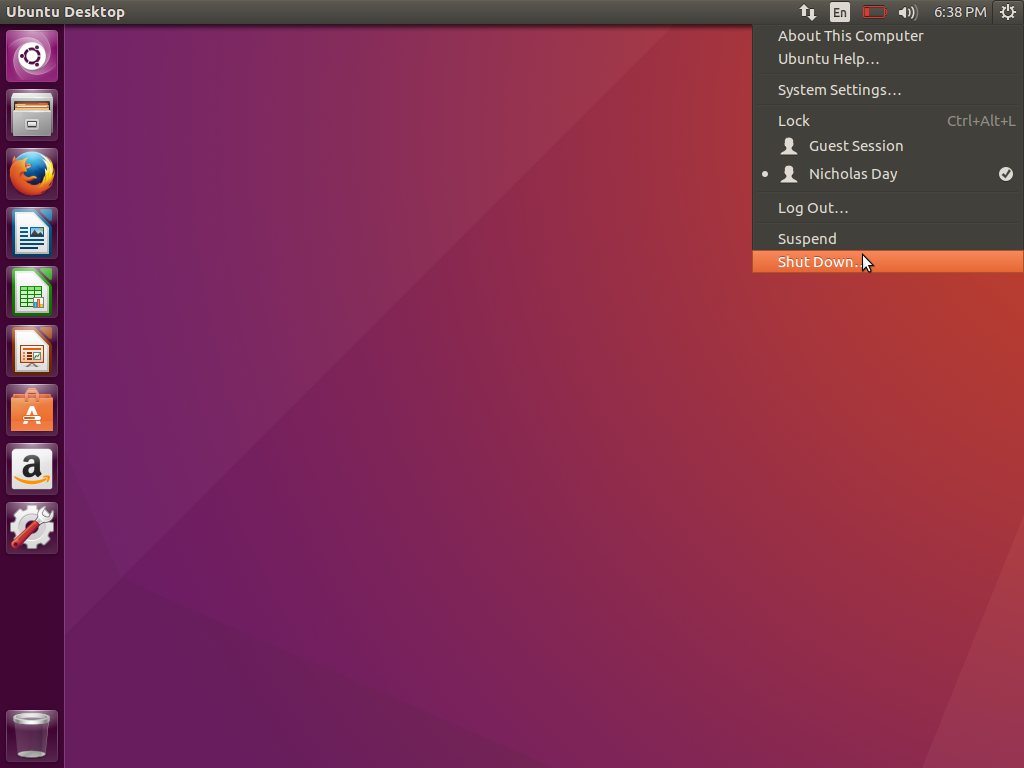 Ubuntu Desktop
En
6:38 PM
About This Computer
Ubuntu Help…
System Settings…
Lock Ctrl+Alt+L
Guest Session
Nicholas Day
Log Out…
Suspend
Shut Down…
A
a